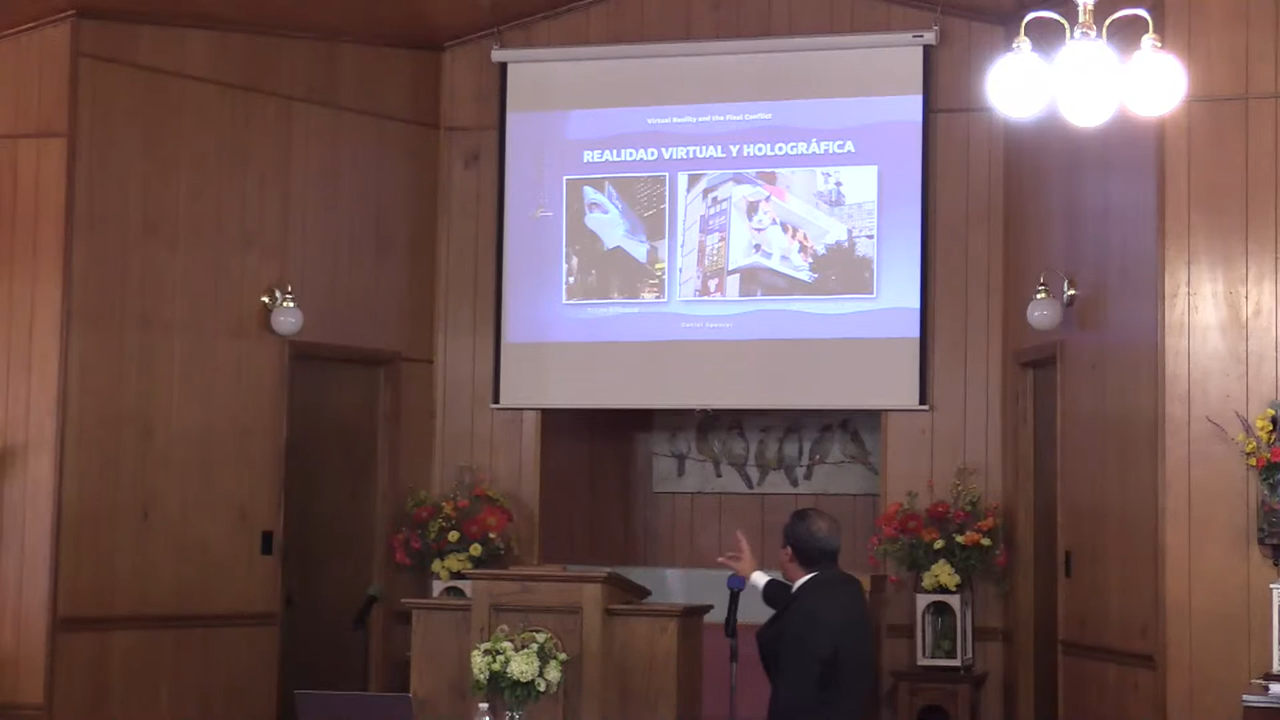 Virtual Reality and the Final Conflict
REALIDAD VIRTUAL Y HOLOGRÁFICA
Daniel Spencer